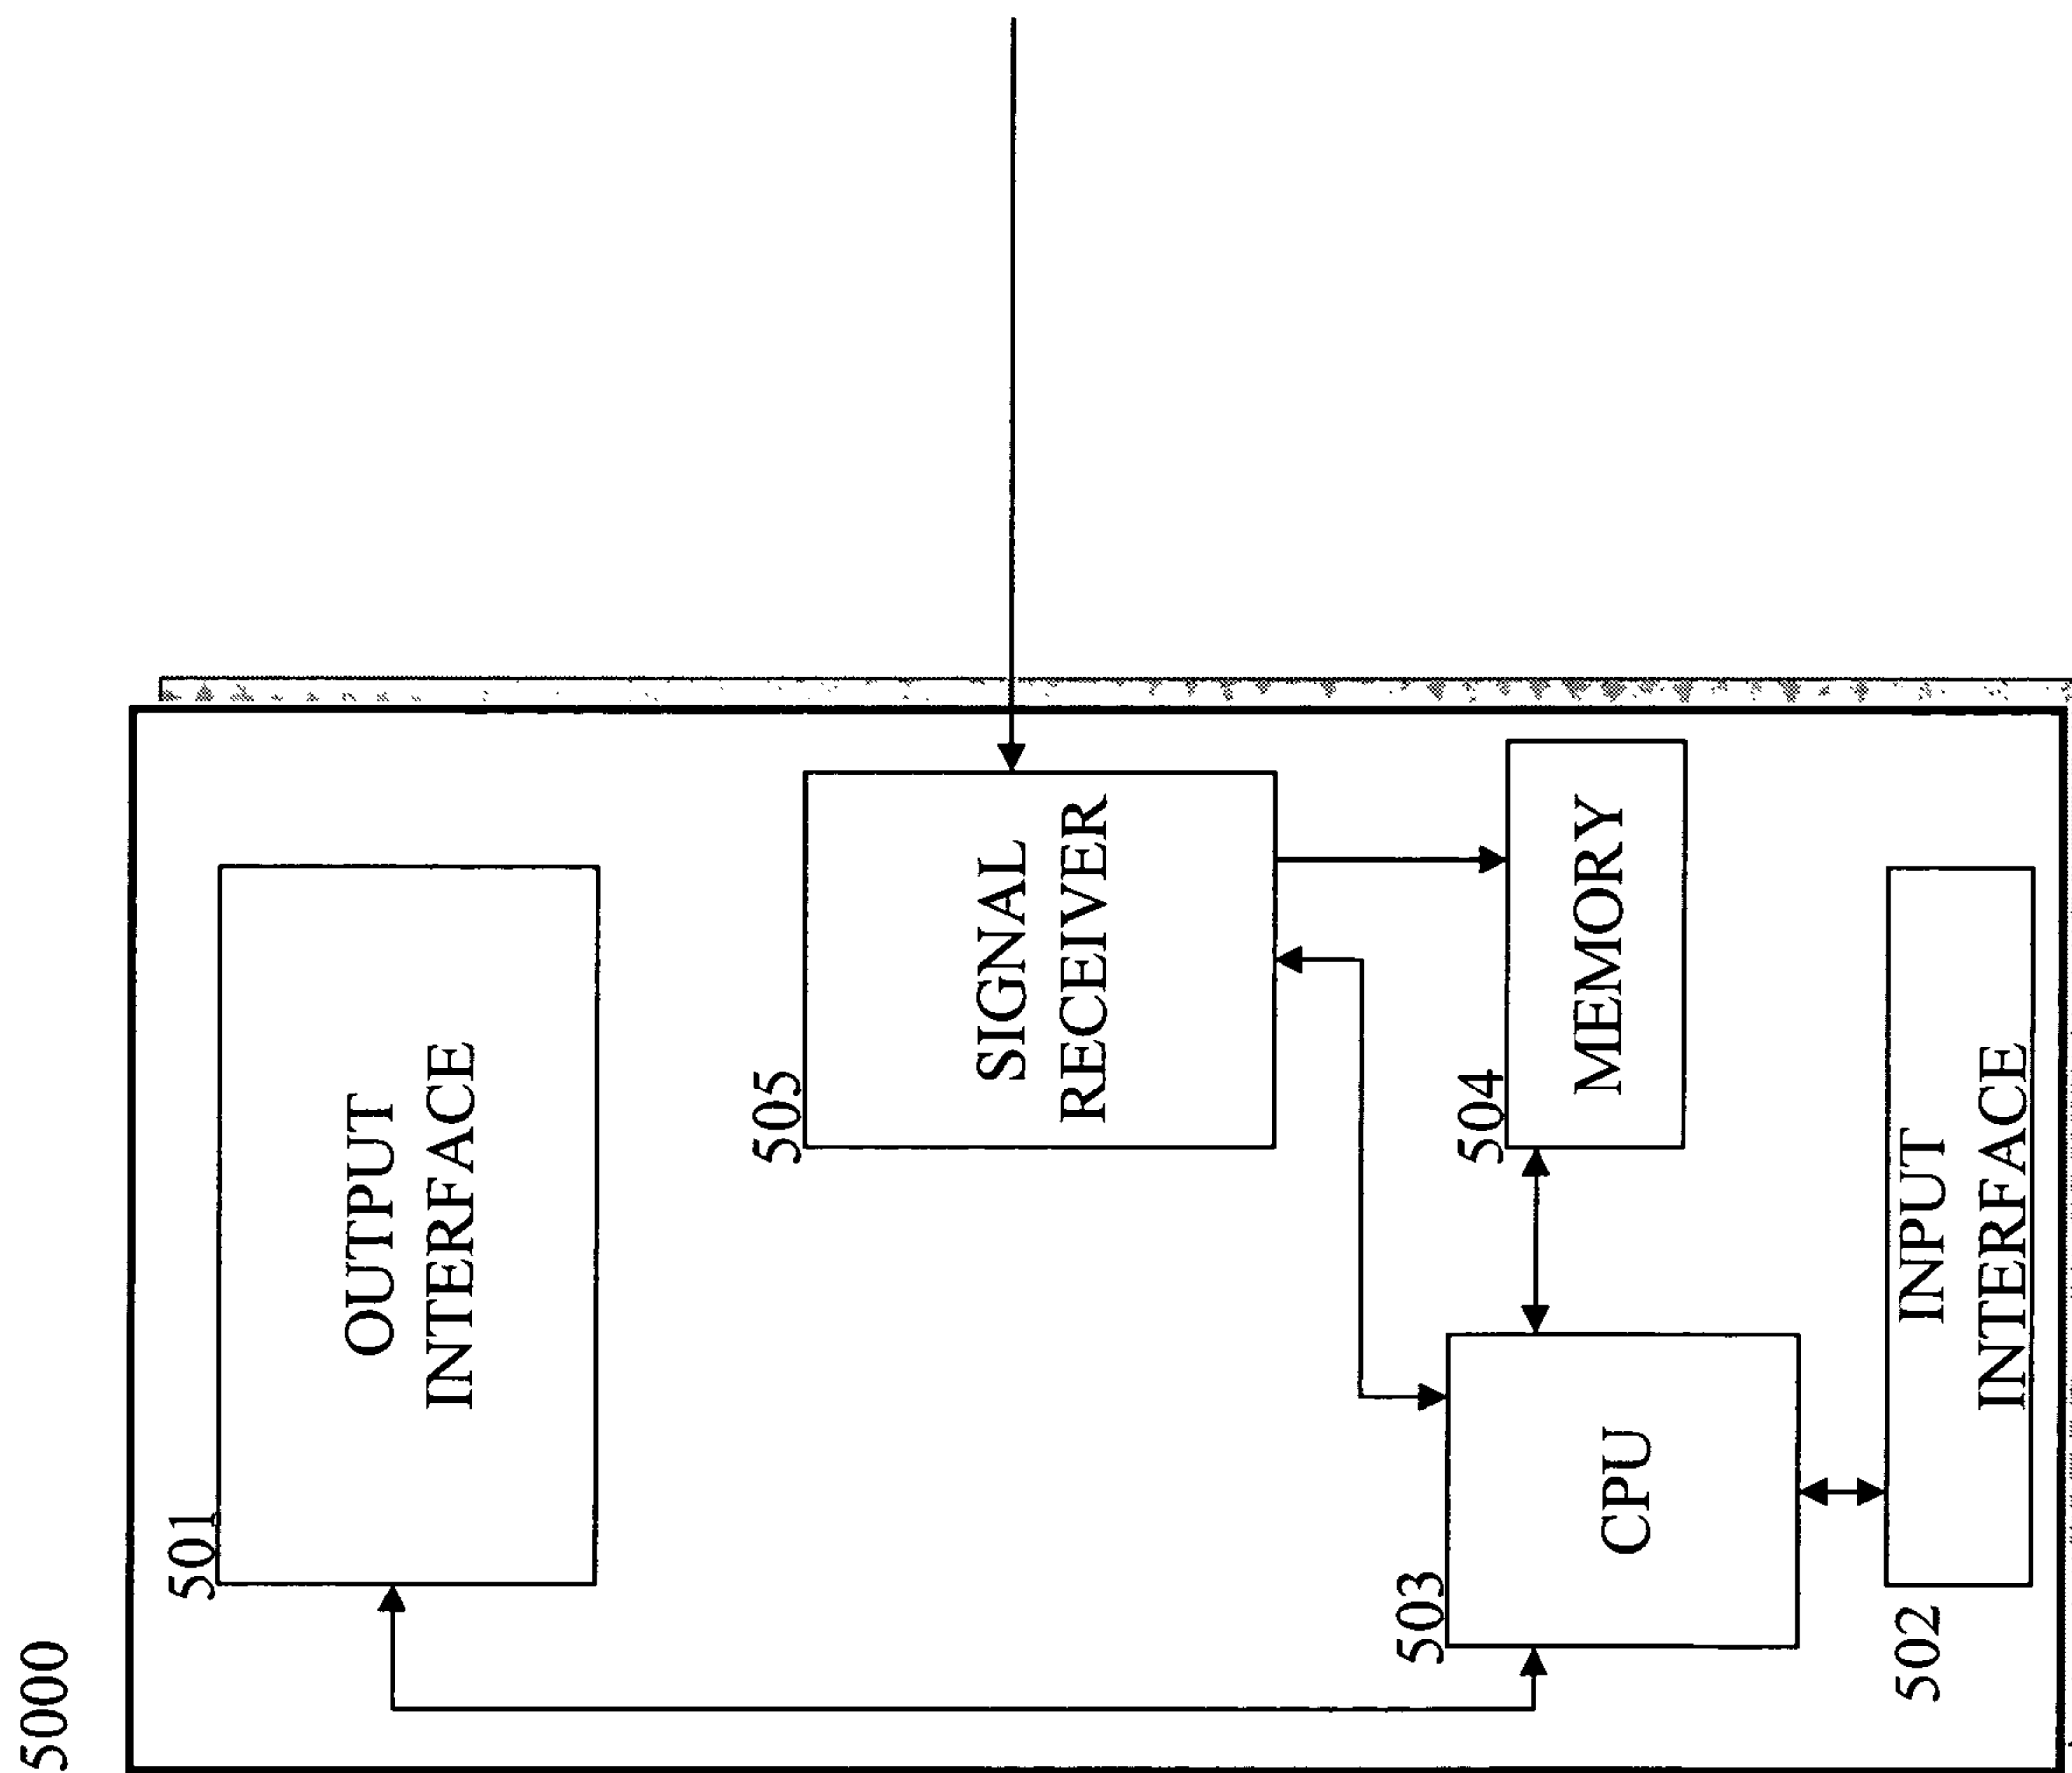 5000
501
OUTPUT
INTERFACE
505
SIGNAL
RECEIVER
503
CPU
504
MEMORY
502
INPUT
INTERFACE